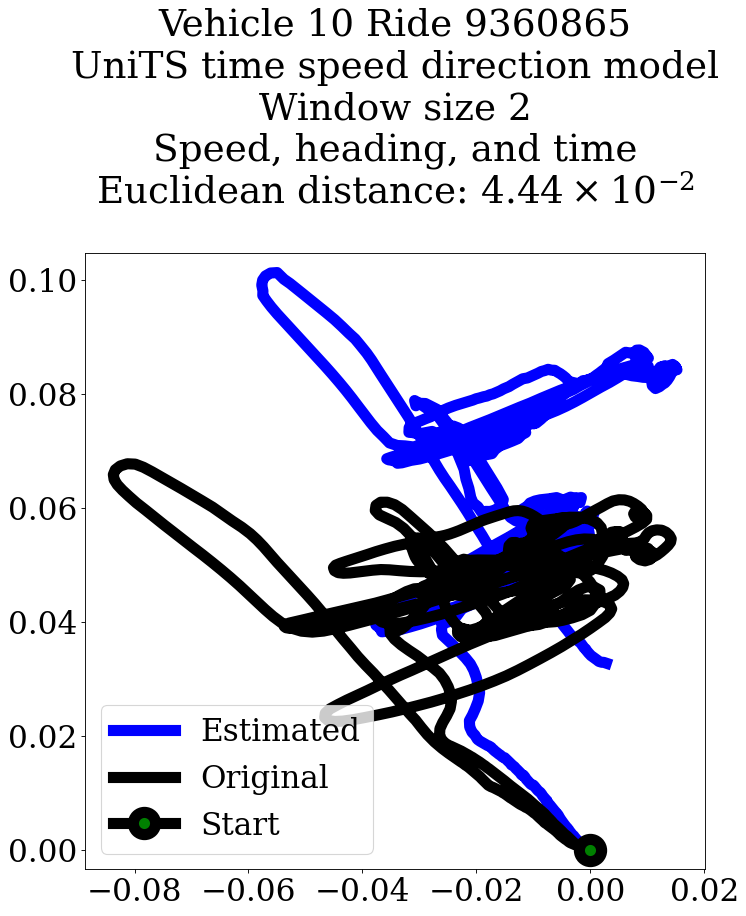 Vehicle 10 Ride 9360865
UniTS time speed direction model
Window size 2
Speed, heading, and time
Euclidean distance: 4.44 × 10⁻²
0.10
0.08
0.06
0.04
0.02
0.00
Estimated
Original
Start
−0.08 −0.06 −0.04 −0.02 0.00 0.02